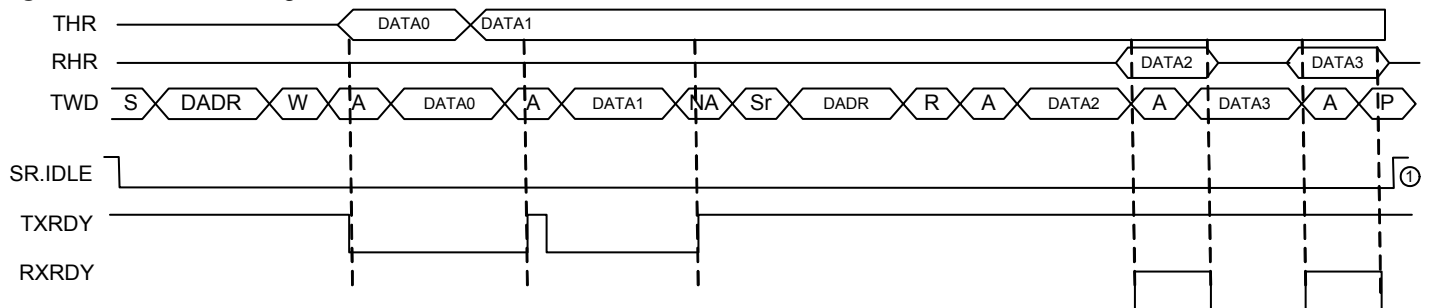 THR DATA0 DATA1
RHR DATA2 DATA3
TWD S DADR W A DATA0 A DATA1 NA Sr DADR R A DATA2 A DATA3 A P
SR.IDLE 1
TXRDY
RXRDY